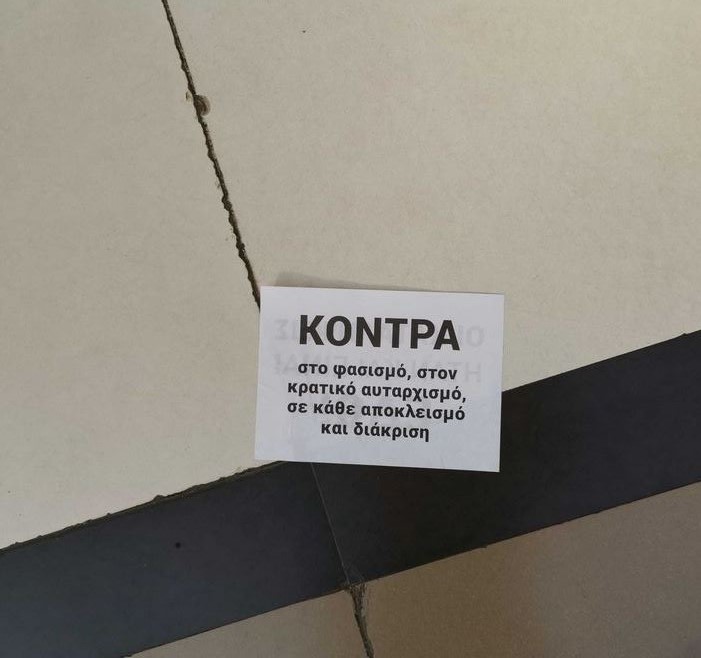 ΚΟΝΤΡΑ
στο φασισμό, στον
κρατικό αυταρχισμό,
σε κάθε αποκλεισμό
και διάκριση